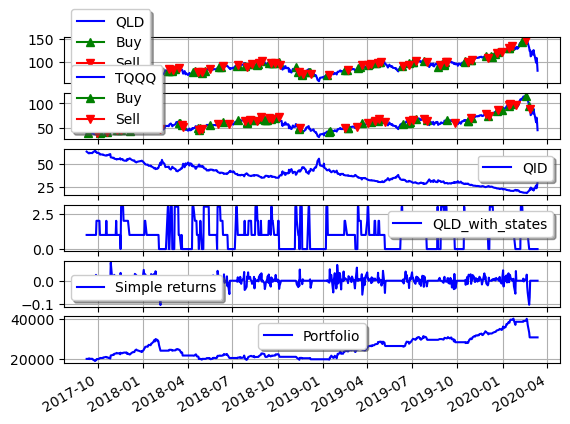 QLD
Buy
Sell
150
100
TQQQ
Buy
Sell
100
50
QID
50
25
QLD_with_states
2.5
0.0
Simple returns
0.0
−0.1
Portfolio
40000
20000
2017-10
2018-01
2018-04
2018-07
2018-10
2019-01
2019-04
2019-07
2019-10
2020-01
2020-04